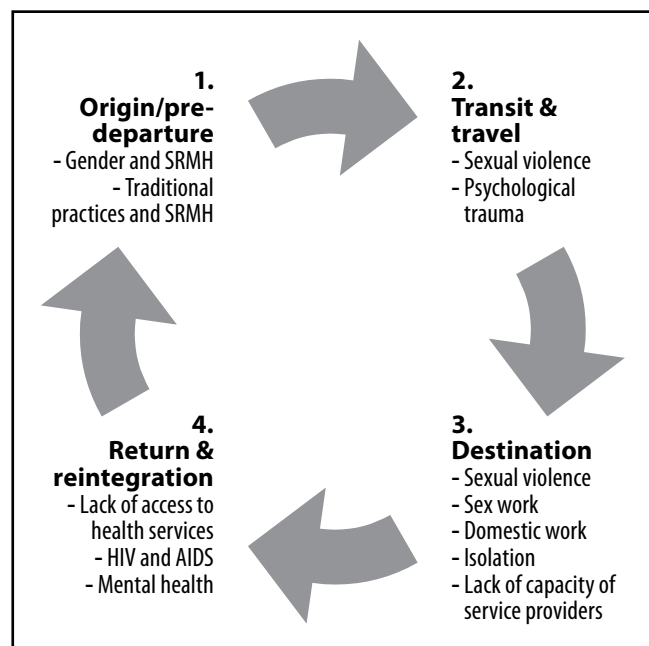 1.
Origin/pre-
departure
- Gender and SRMH
- Traditional
practices and SRMH
2.
Transit &
travel
- Sexual violence
- Psychological
trauma
3.
Destination
- Sexual violence
- Sex work
- Domestic work
- Isolation
- Lack of capacity of
service providers
4.
Return &
reintegration
- Lack of access to
health services
- HIV and AIDS
- Mental health